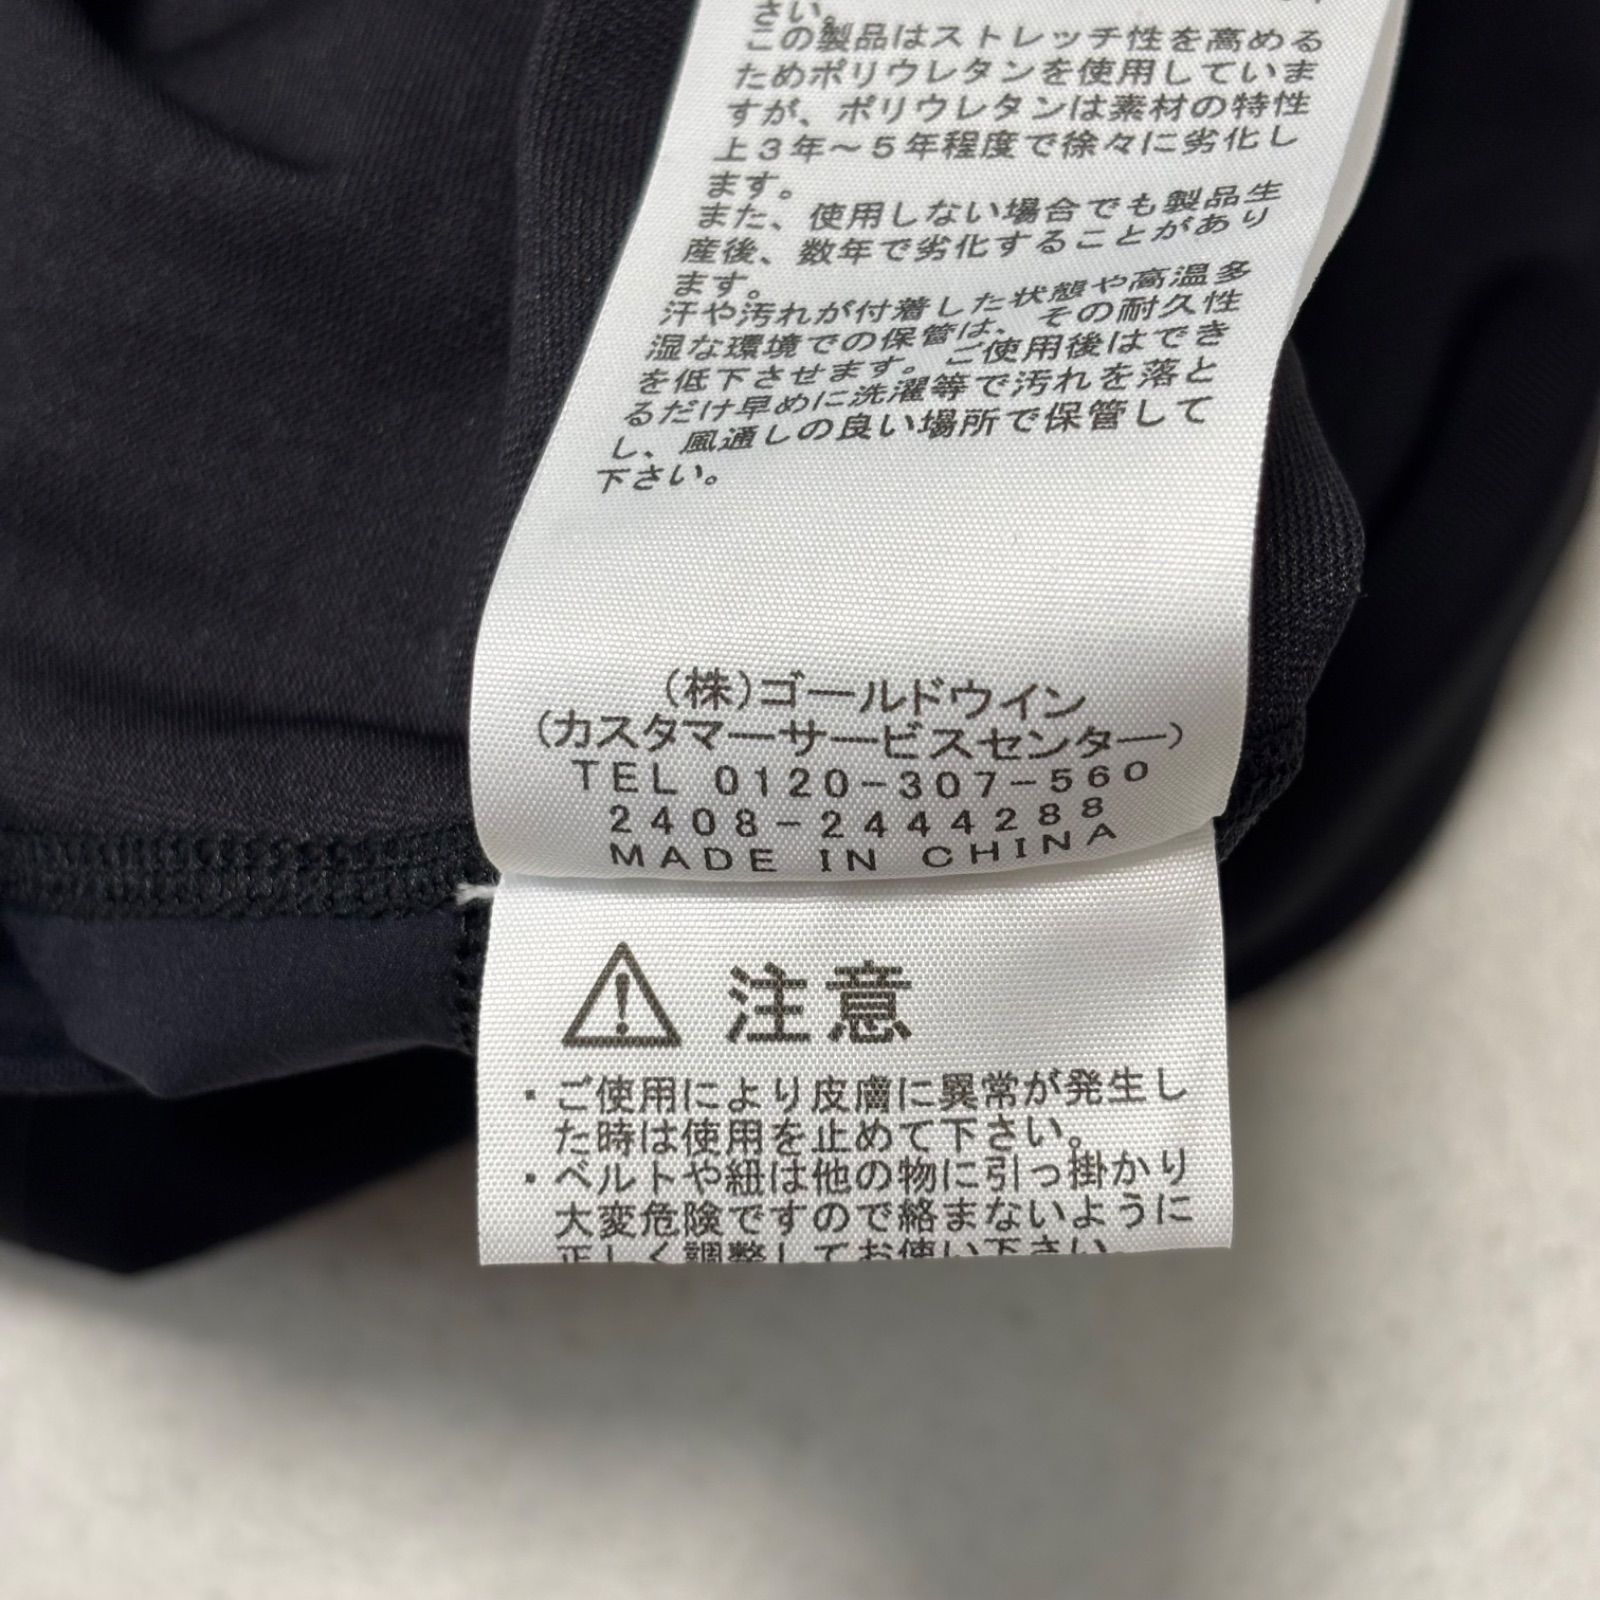 さい。
この製品はストレッチ性を高める
ためポリウレタンを使用していま
すが、ポリウレタンは素材の特性
上3年～5年程度で徐々に劣化し
ます。
また、使用しない場合でも製品生
産後、数年で劣化することがあり
ます。
汗や汚れが付着した状態や高温多
湿な環境での保管は、その耐久性
を低下させます。ご使用後はでき
るだけ早めに洗濯等で汚れを落と
し、風通しの良い場所で保管して
下さい。
(株)ゴールドウイン
(カスタマーサービスセンター)
TEL 0120-307-560
2408-2444288
MADE IN CHINA
注意
・ご使用により皮膚に異常が発生し
た時は使用を止めて下さい。
・ベルトや紐は他の物に引っ掛かり
大変危険ですので絡まないように
正しく調整してお使い下さい。